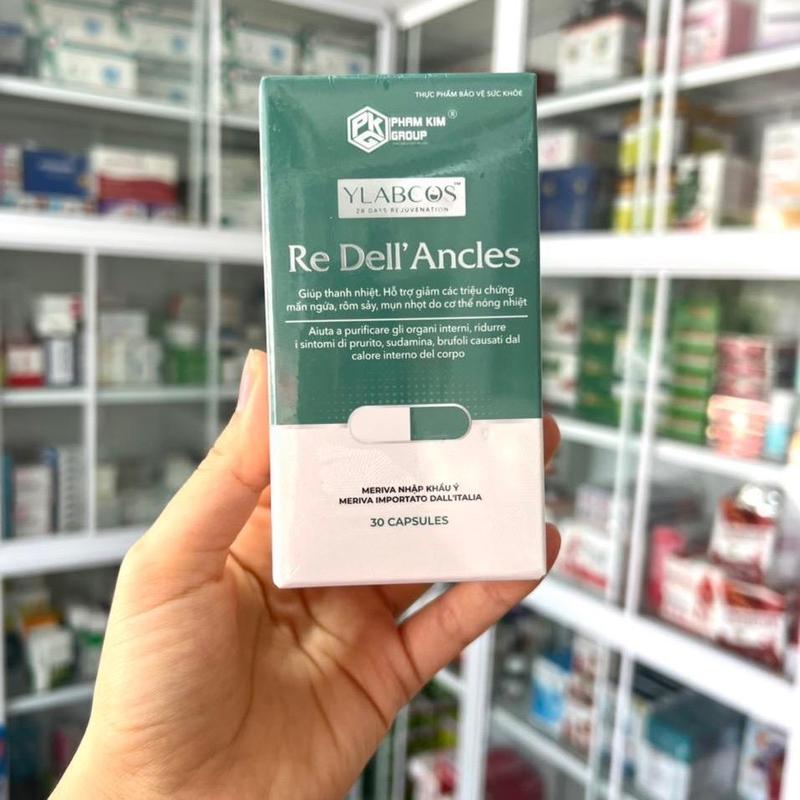 THỰC PHẨM BẢO VỆ SỨC KHỎE
PHAM KIM ®
GROUP
YLABCOS™
28 DAYS REJUVENATION
Re Dell'Ancles
Giúp thanh nhiệt. Hỗ trợ giảm các triệu chứng
mẩn ngứa, rôm sảy, mụn nhọt do cơ thể nóng nhiệt
Aiuta a purificare gli organi interni, ridurre
i sintomi di prurito, sudamina, brufoli causati dal
calore interno del corpo
MERIVA NHẬP KHẨU Ý
MERIVA IMPORTATO DALL'ITALIA
30 CAPSULES